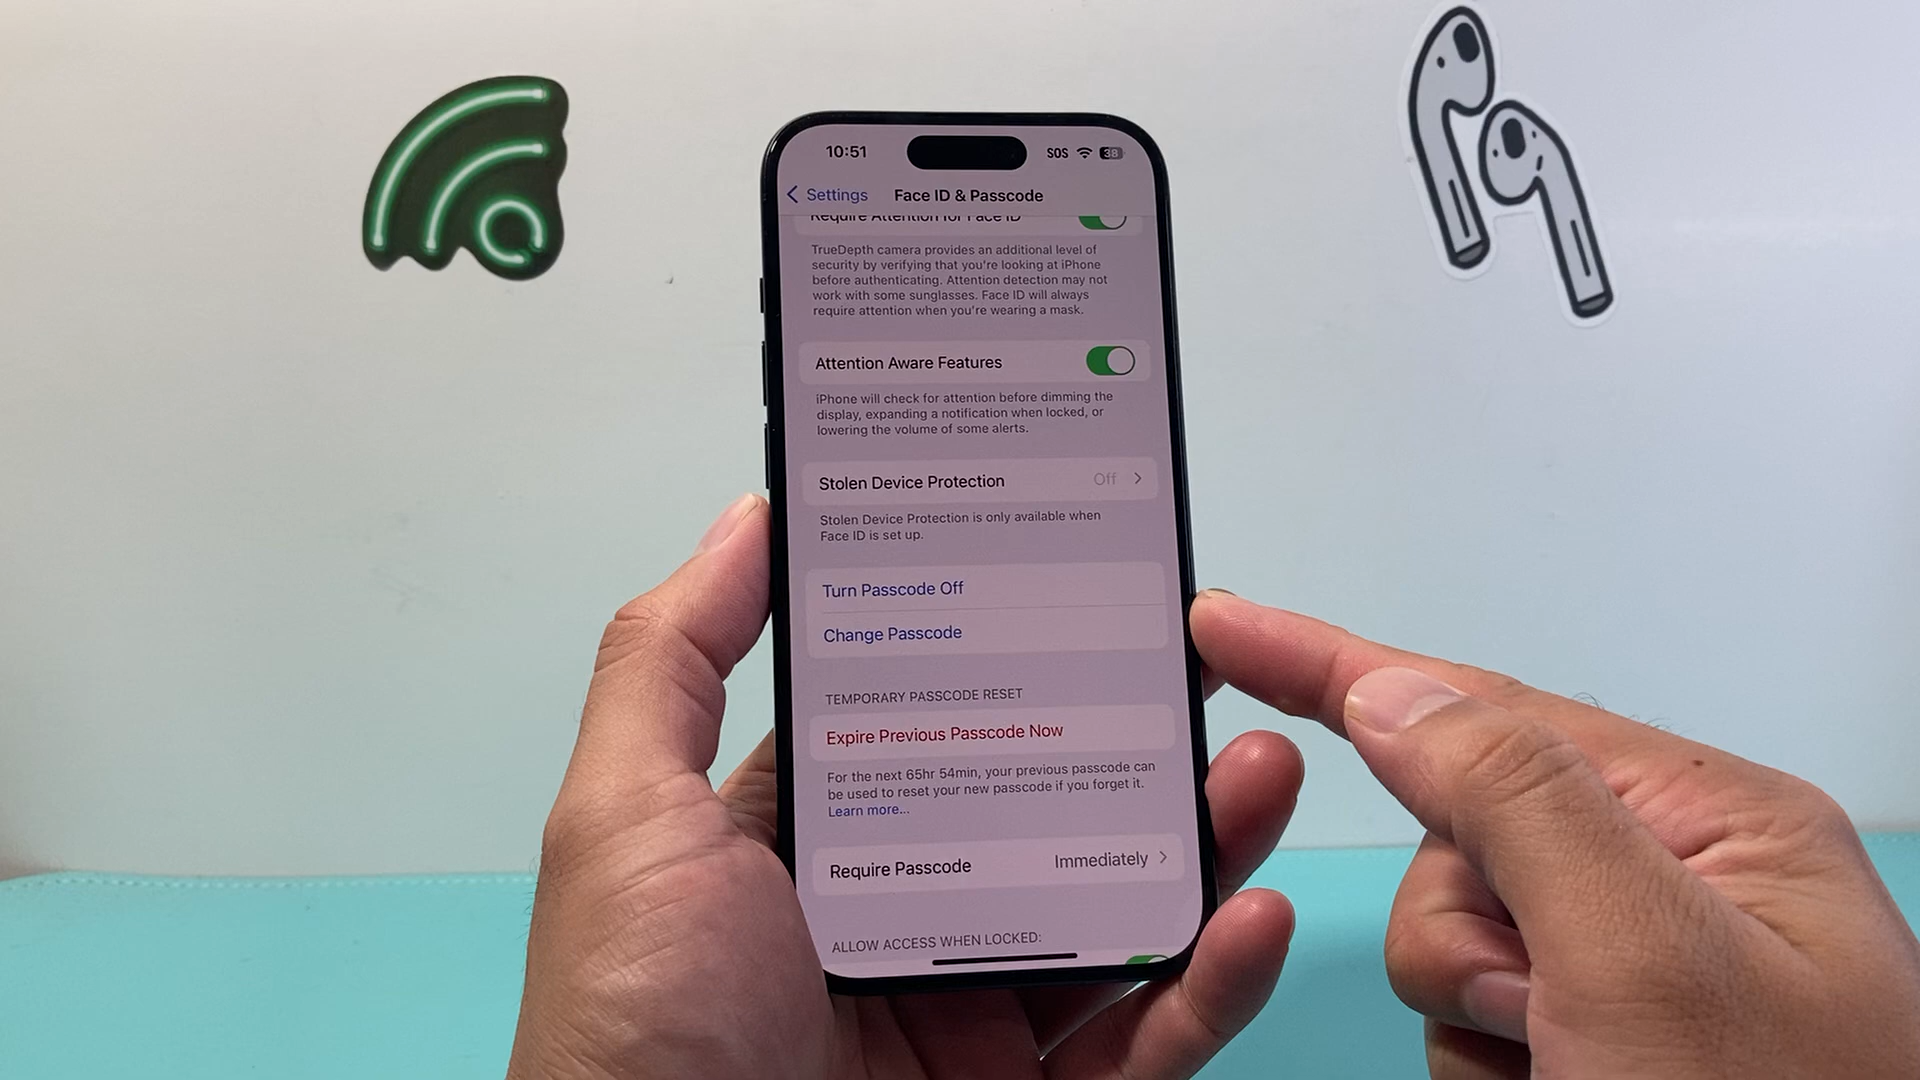 10:51 SOS 38
Settings Face ID & Passcode
Require Attention for Face ID
TrueDepth camera provides an additional level of
security by verifying that you're looking at iPhone
before authenticating. Attention detection may not
work with some sunglasses. Face ID will always
require attention when you're wearing a mask.
Attention Aware Features
iPhone will check for attention before dimming the
display, expanding a notification when locked, or
lowering the volume of some alerts.
Stolen Device Protection Off
Stolen Device Protection is only available when
Face ID is set up.
Turn Passcode Off
Change Passcode
TEMPORARY PASSCODE RESET
Expire Previous Passcode Now
For the next 65hr 54min, your previous passcode can
be used to reset your new passcode if you forget it.
Learn more...
Require Passcode Immediately
ALLOW ACCESS WHEN LOCKED: